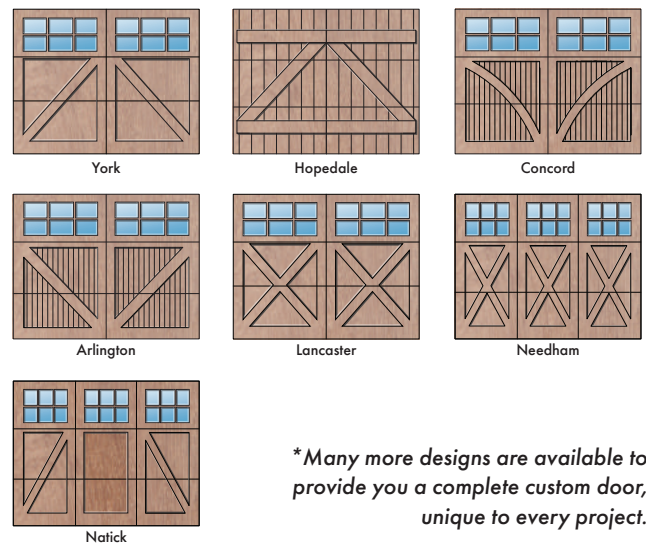 York
Hopedale
Concord
Arlington
Lancaster
Needham
Natick
*Many more designs are available to
provide you a complete custom door,
unique to every project.